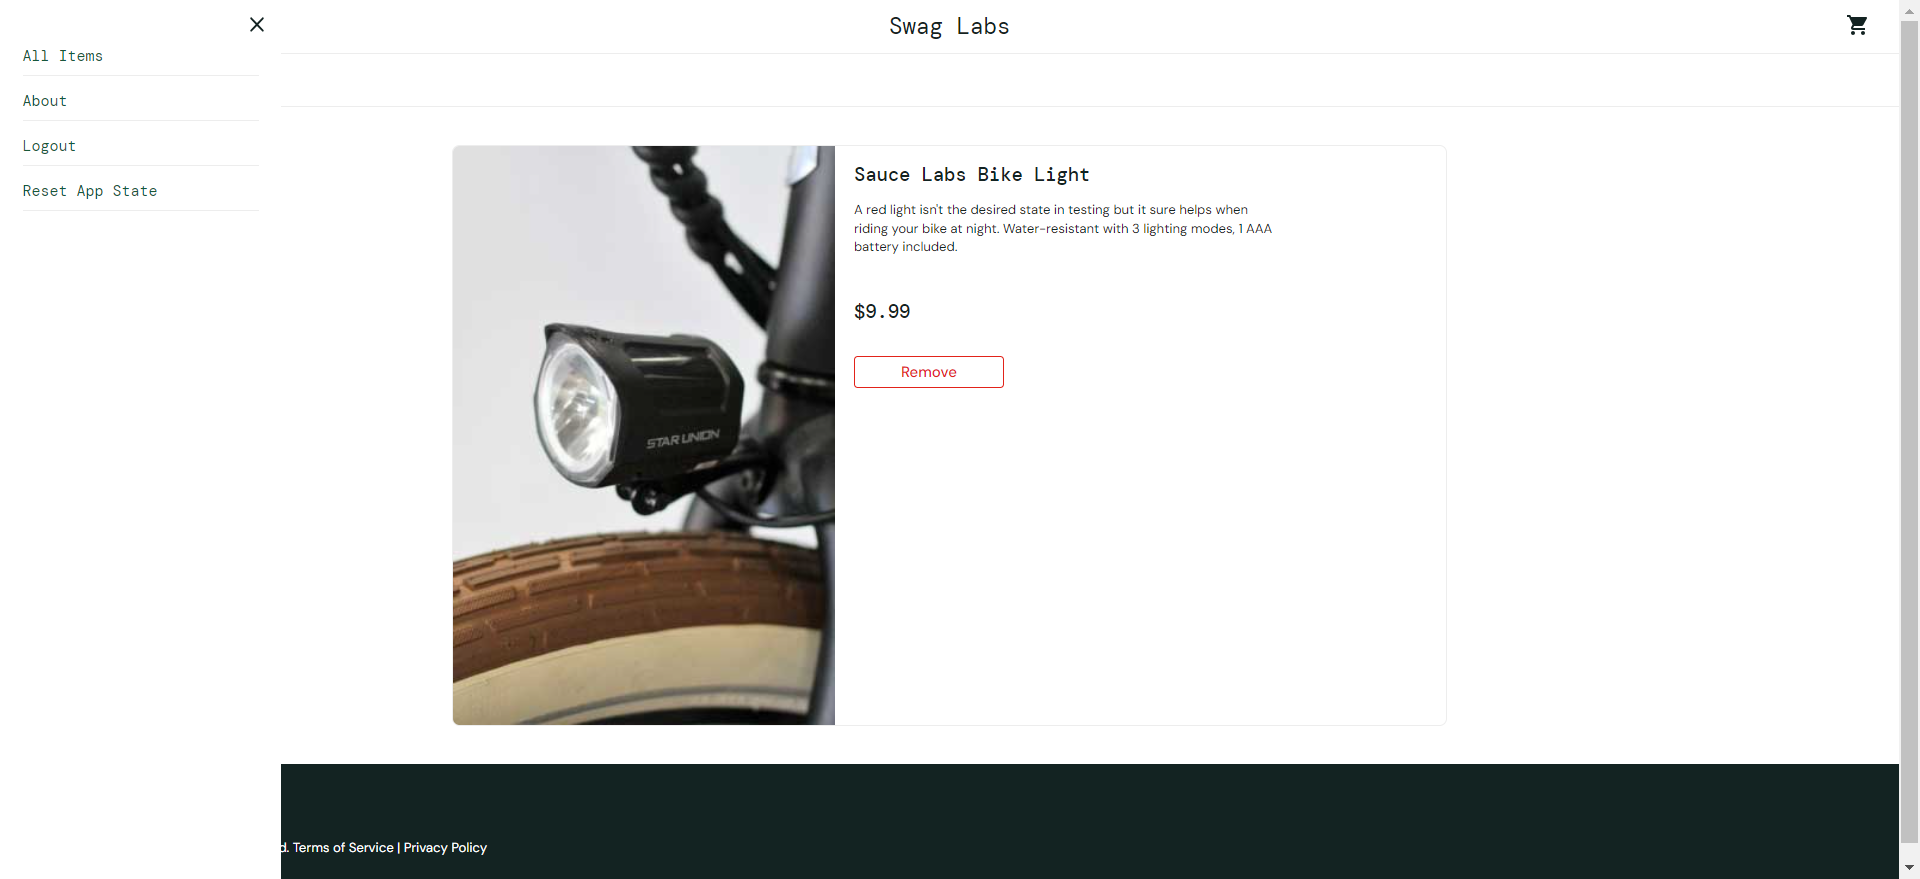 All Items
About
Logout
Reset App State
Swag Labs
Sauce Labs Bike Light
A red light isn't the desired state in testing but it sure helps when
riding your bike at night. Water-resistant with 3 lighting modes, 1 AAA
battery included.
$9.99
Remove
STAR UNION
d. Terms of Service | Privacy Policy